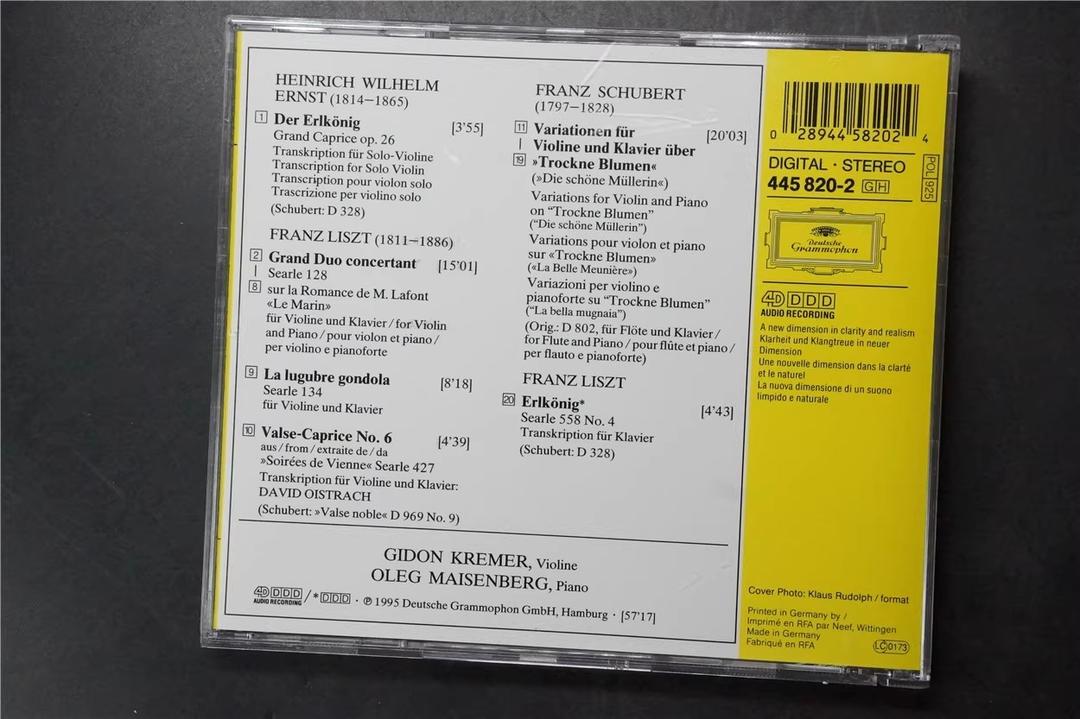 HEINRICH WILHELM
ERNST (1814–1865)
1 Der Erlkönig [3'55]
Grand Caprice op. 26
Transkription für Solo-Violine
Transcription for Solo Violin
Transcription pour violon solo
Trascrizione per violino solo
(Schubert: D 328)
FRANZ LISZT (1811–1886)
2 Grand Duo concertant [15'01]
| Searle 128
8 sur la Romance de M. Lafont
«Le Marin»
für Violine und Klavier / for Violin
and Piano / pour violon et piano /
per violino e pianoforte
9 La lugubre gondola [8'18]
Searle 134
für Violine und Klavier
10 Valse-Caprice No. 6 [4'39]
aus / from / extraite de / da
»Soirées de Vienne« Searle 427
Transkription für Violine und Klavier:
DAVID OISTRACH
(Schubert: »Valse noble« D 969 No. 9)
FRANZ SCHUBERT
(1797–1828)
11 Variationen für [20'03]
| Violine und Klavier über
19 »Trockne Blumen«
(»Die schöne Müllerin«)
Variations for Violin and Piano
on “Trockne Blumen”
(“Die schöne Müllerin”)
Variations pour violon et piano
sur «Trockne Blumen»
(«La Belle Meunière»)
Variazioni per violino e
pianoforte su “Trockne Blumen”
(“La bella mugnaia”)
(Orig.: D 802, für Flöte und Klavier /
for Flute and Piano / pour flûte et piano /
per flauto e pianoforte)
FRANZ LISZT
20 Erlkönig* [4'43]
Searle 558 No. 4
Transkription für Klavier
(Schubert: D 328)
GIDON KREMER, Violine
OLEG MAISENBERG, Piano
4D DDD AUDIO RECORDING / * DDD · ℗ 1995 Deutsche Grammophon GmbH, Hamburg · [57'17]
0 28944 58202 4
DIGITAL · STEREO
445 820-2 GH
POL 925
Deutsche
Grammophon
4D DDD
AUDIO RECORDING
A new dimension in clarity and realism
Klarheit und Klangtreue in neuer
Dimension
Une nouvelle dimension dans la clarté
et le naturel
La nuova dimensione di un suono
limpido e naturale
Cover Photo: Klaus Rudolph / format
Printed in Germany by /
Imprimé en RFA par Neef, Wittingen
Made in Germany
Fabriqué en RFA
LC 0173